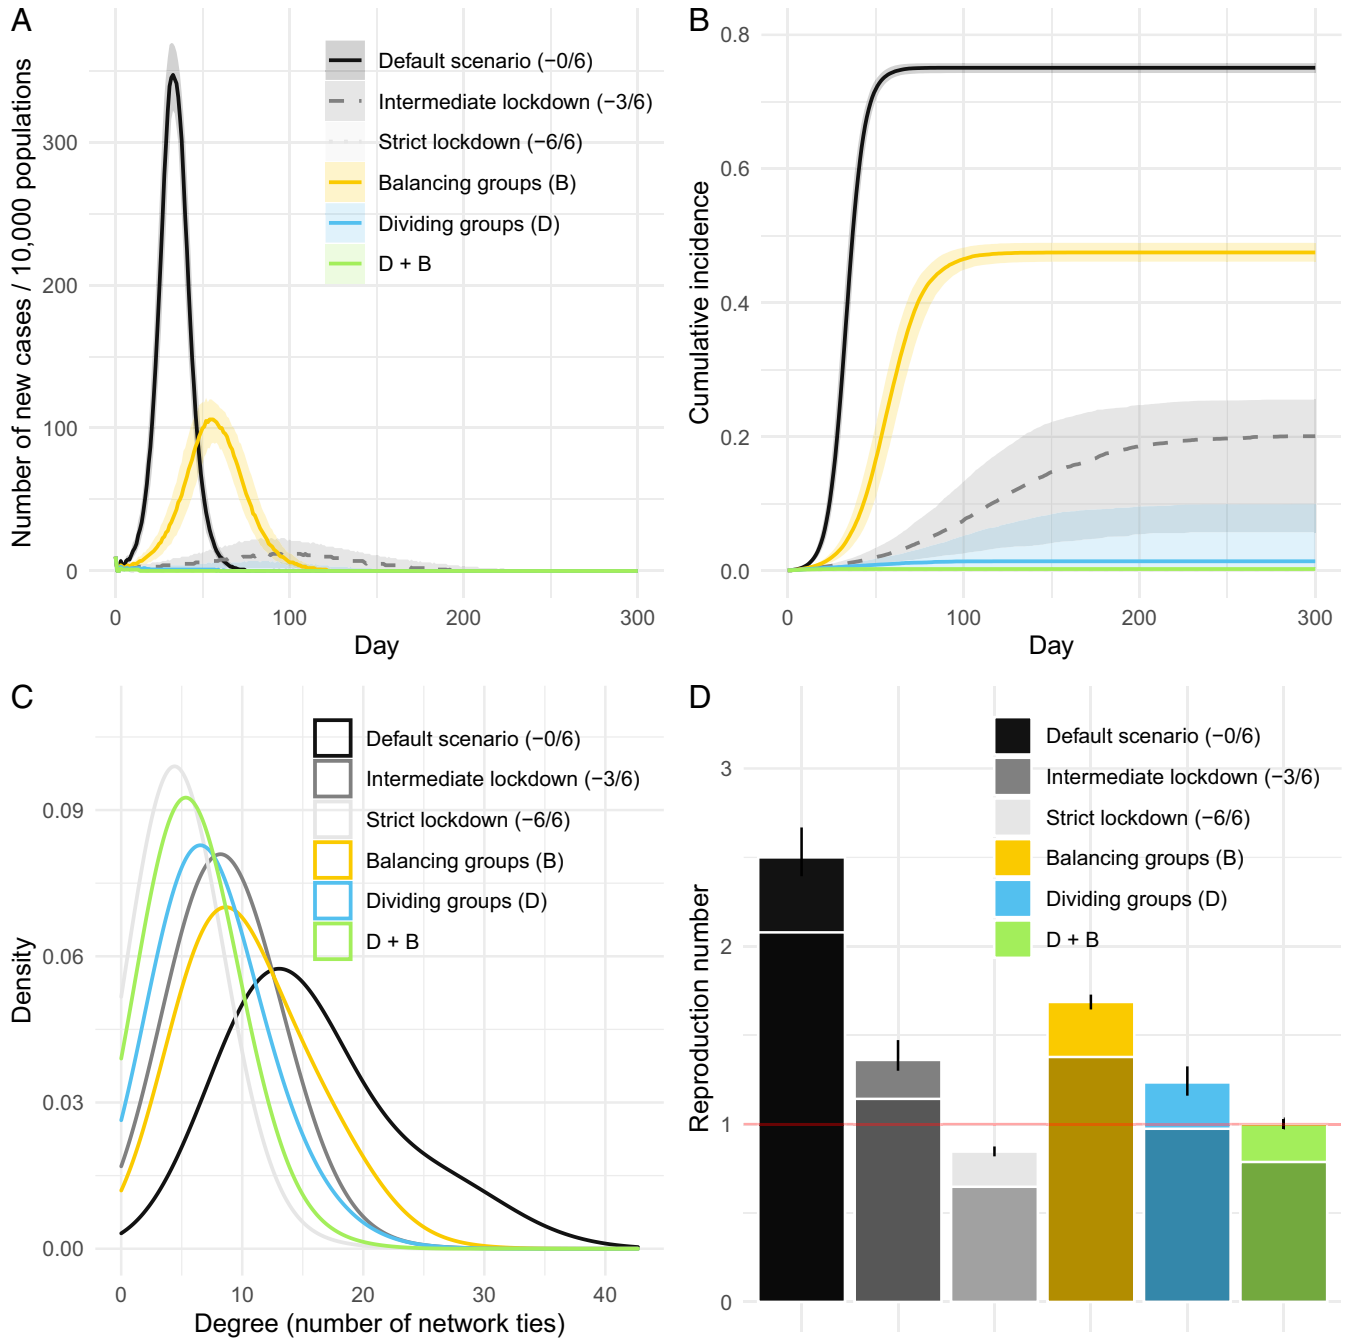 A
Number of new cases / 10,000 populations
300
200
100
0
0
100
200
300
Day
Default scenario (−0/6)
Intermediate lockdown (−3/6)
Strict lockdown (−6/6)
Balancing groups (B)
Dividing groups (D)
D + B
B
Cumulative incidence
0.8
0.6
0.4
0.2
0.0
0
100
200
300
Day
C
Density
0.09
0.06
0.03
0.00
0
10
20
30
40
Degree (number of network ties)
Default scenario (−0/6)
Intermediate lockdown (−3/6)
Strict lockdown (−6/6)
Balancing groups (B)
Dividing groups (D)
D + B
D
Reproduction number
3
2
1
0
Default scenario (−0/6)
Intermediate lockdown (−3/6)
Strict lockdown (−6/6)
Balancing groups (B)
Dividing groups (D)
D + B